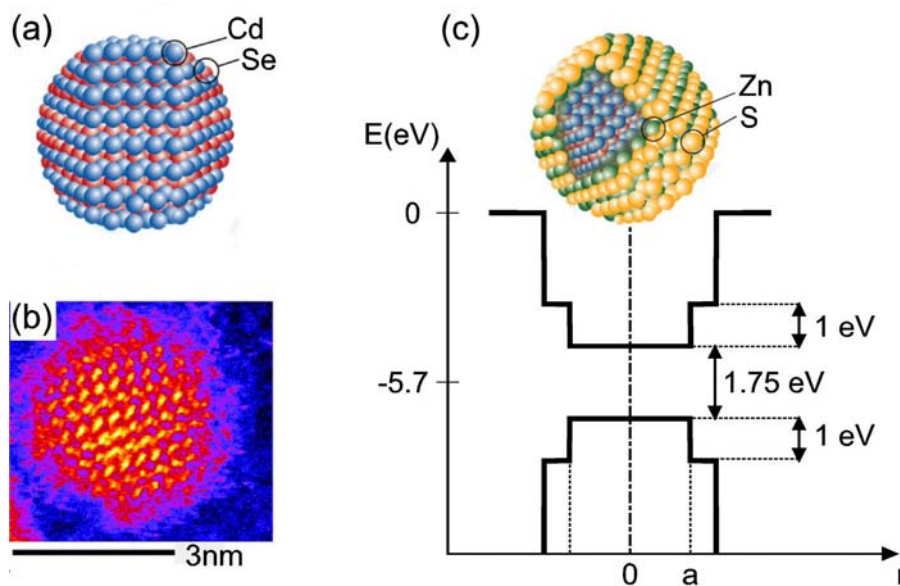 (a)
Cd
Se
(b)
3nm
(c)
Zn
S
E(eV)
0
1 eV
-5.7
1.75 eV
1 eV
0
a
r